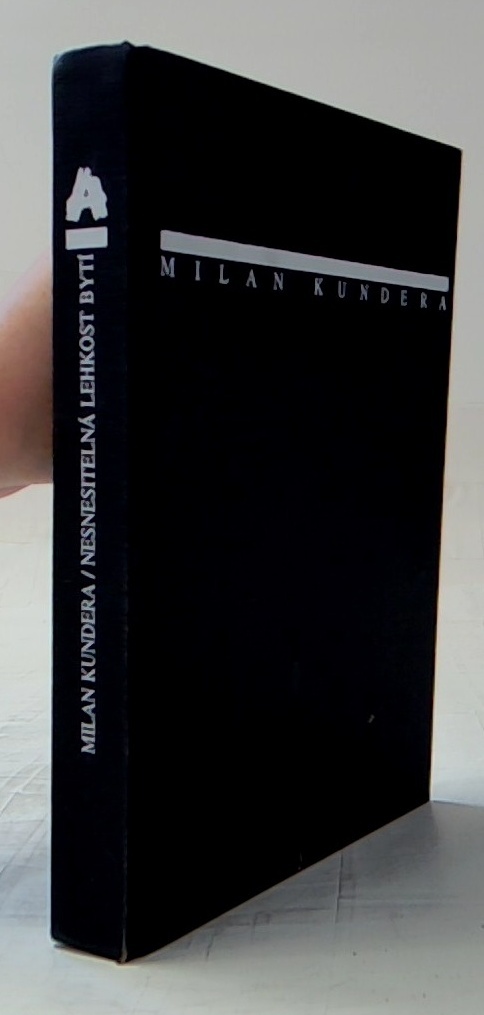 A
MILAN KUNDERA / NESNESITELNÁ LEHKOST BYTÍ
MILAN KUNDERA